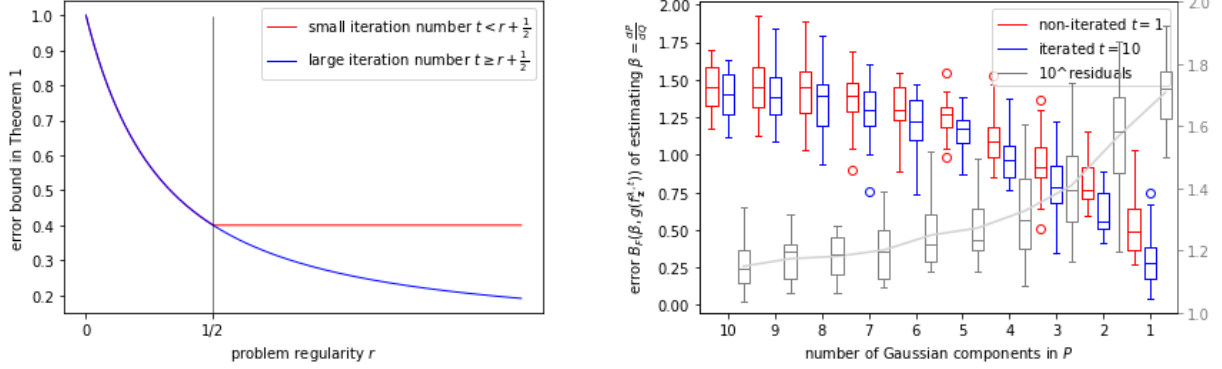 error bound in Theorem 1
1.0
0.9
0.8
0.7
0.6
0.5
0.4
0.3
0.2
small iteration number t < r + 1/2
large iteration number t ≥ r + 1/2
0
1/2
problem regularity r
error B_F(β, g(f_z^{λ,t})) of estimating β = dP/dQ
2.00
1.75
1.50
1.25
1.00
0.75
0.50
0.25
0.00
non-iterated t = 1
iterated t = 10
10^residuals
2.0
1.8
1.6
1.4
1.2
1.0
10 9 8 7 6 5 4 3 2 1
number of Gaussian components in P